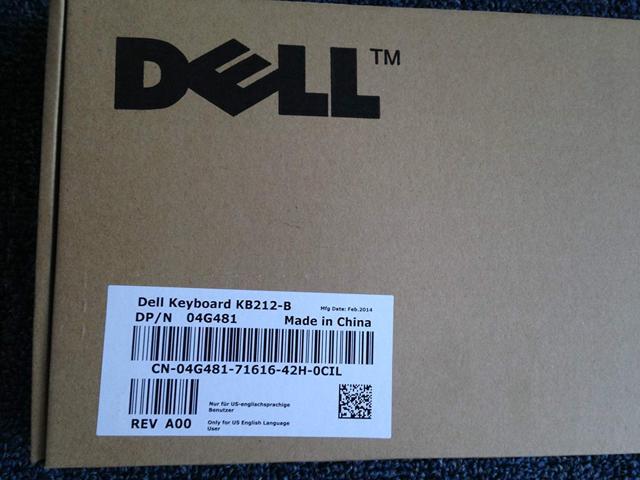 DELL™
Dell Keyboard KB212-B
Mfg Date: Feb.2014
DP/N 04G481
Made in China
CN-04G481-71616-42H-0CIL
Nur für US-englischsprachige
Benutzer
REV A00
Only for US English Language
User